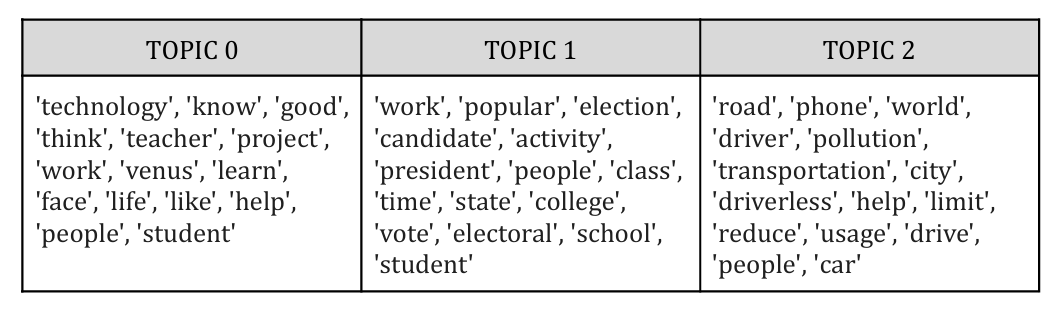 TOPIC 0
'technology', 'know', 'good',
'think', 'teacher', 'project',
'work', 'venus', 'learn',
'face', 'life', 'like', 'help',
'people', 'student'
TOPIC 1
'work', 'popular', 'election',
'candidate', 'activity',
'president', 'people', 'class',
'time', 'state', 'college',
'vote', 'electoral', 'school',
'student'
TOPIC 2
'road', 'phone', 'world',
'driver', 'pollution',
'transportation', 'city',
'driverless', 'help', 'limit',
'reduce', 'usage', 'drive',
'people', 'car'